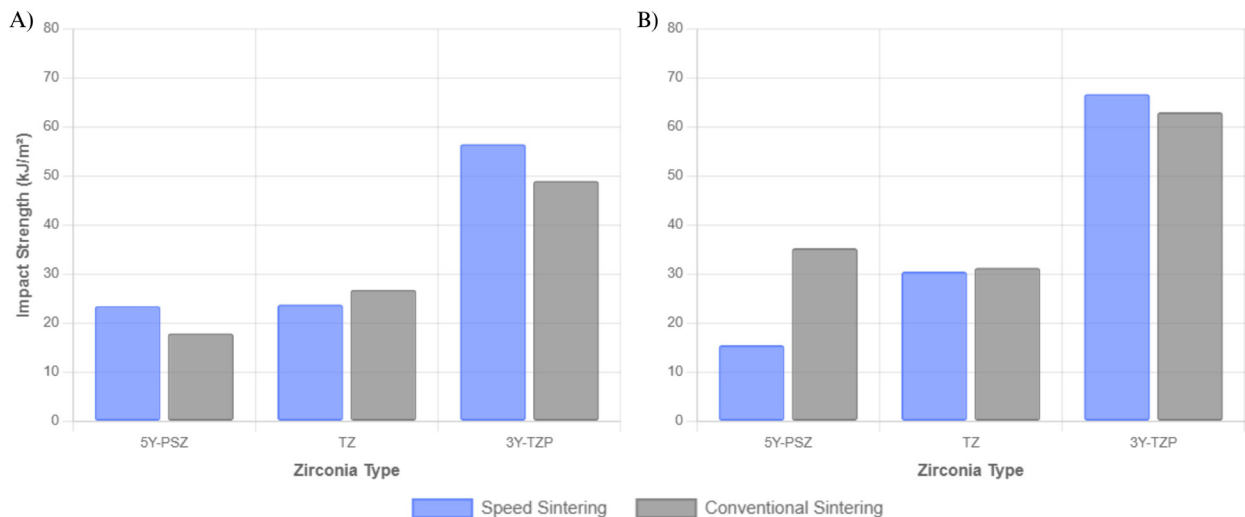 A)
Impact Strength (kJ/m²)
80
70
60
50
40
30
20
10
0
5Y-PSZ TZ 3Y-TZP
Zirconia Type
B)
80
70
60
50
40
30
20
10
0
5Y-PSZ TZ 3Y-TZP
Zirconia Type
Speed Sintering Conventional Sintering